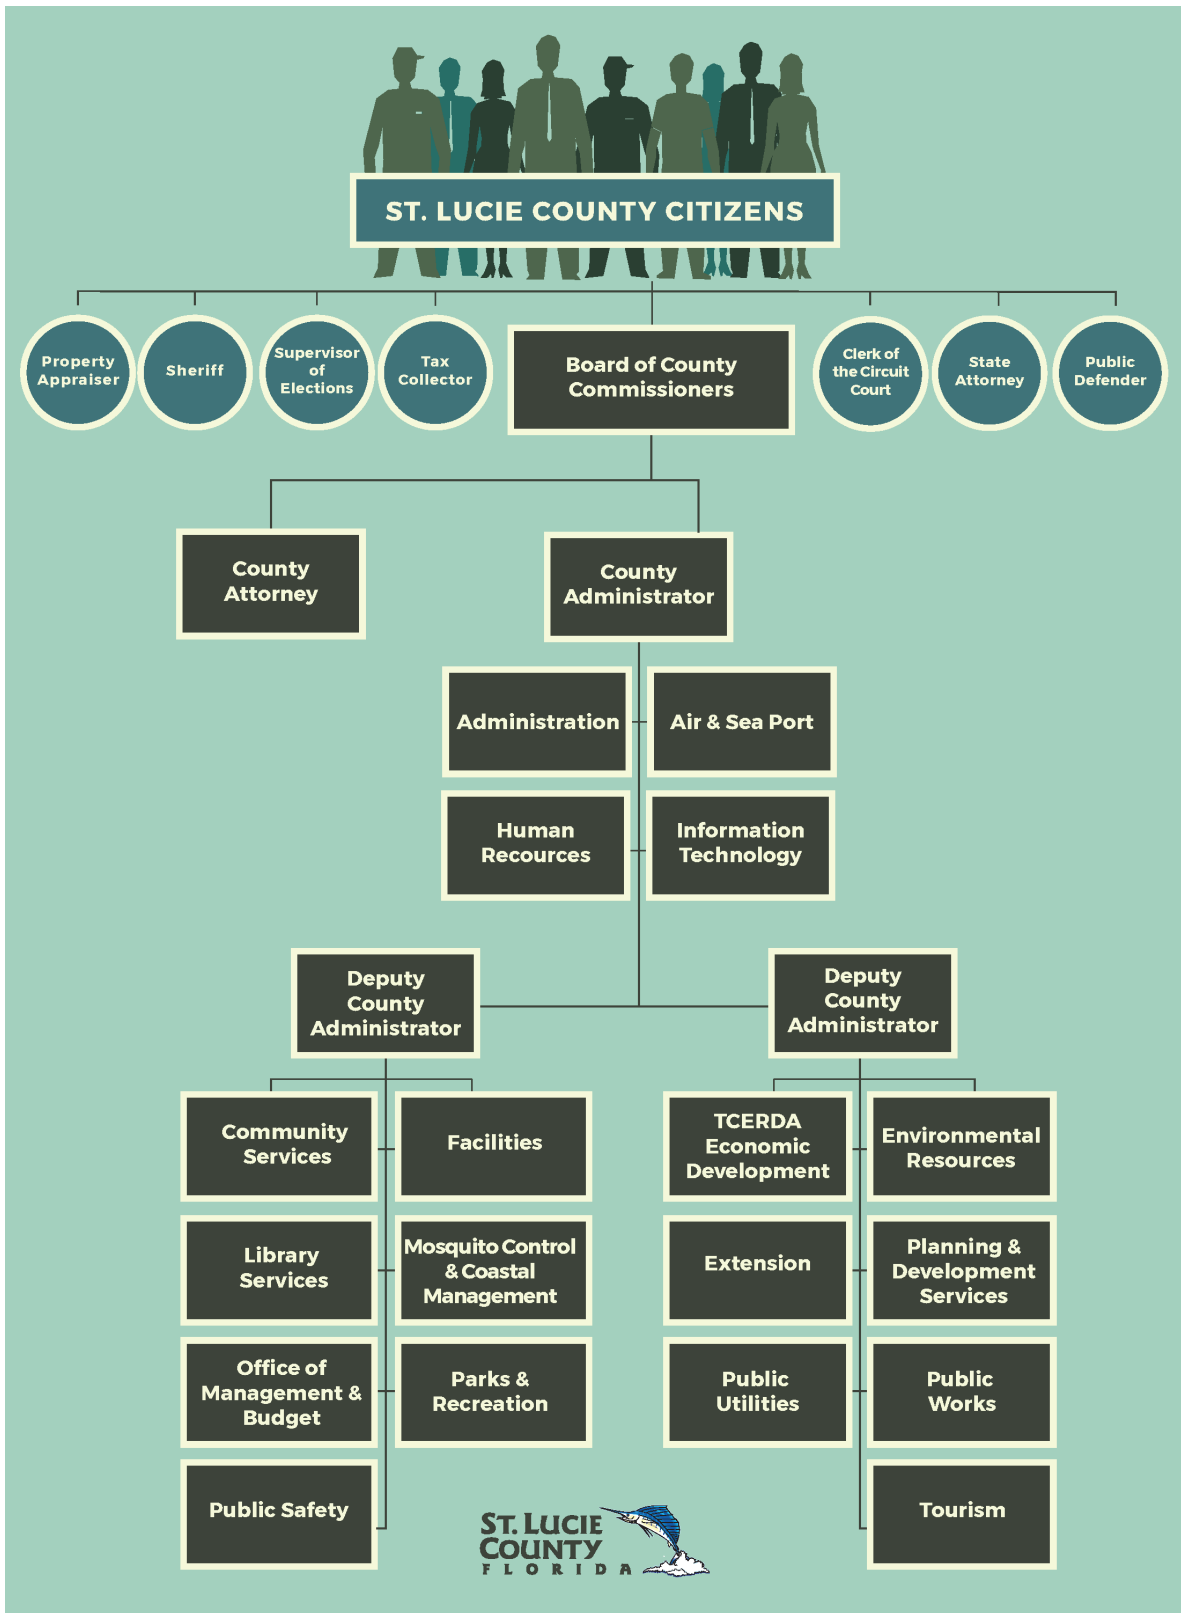 ST. LUCIE COUNTY CITIZENS
Property
Appraiser
Sheriff
Supervisor
of
Elections
Tax
Collector
Board of County
Commissioners
Clerk of
the Circuit
Court
State
Attorney
Public
Defender
County
Attorney
County
Administrator
Administration
Air & Sea Port
Human
Recources
Information
Technology
Deputy
County
Administrator
Deputy
County
Administrator
Community
Services
Facilities
TCERDA
Economic
Development
Environmental
Resources
Library
Services
Mosquito Control
& Coastal
Management
Extension
Planning &
Development
Services
Office of
Management &
Budget
Parks &
Recreation
Public
Utilities
Public
Works
Public Safety
Tourism
ST. LUCIE
COUNTY
FLORIDA